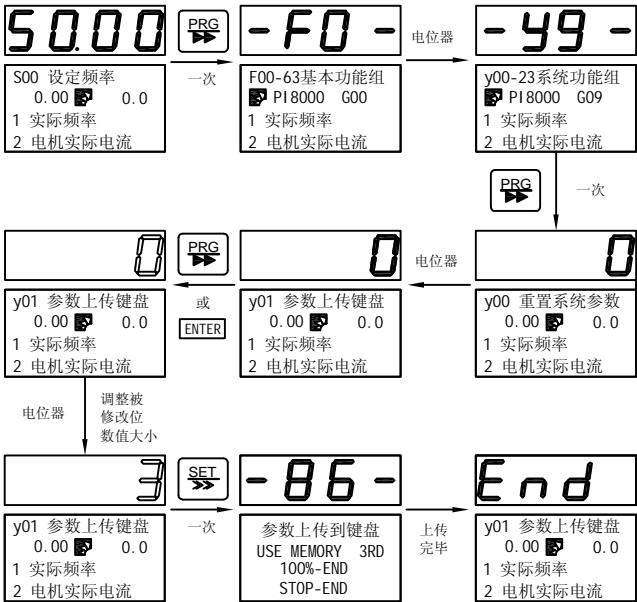 50.00
S00 设定频率
0.00 0.0
1 实际频率
2 电机实际电流
PRG
一次
-F0-
F00-63基本功能组
PI8000 G00
1 实际频率
2 电机实际电流
电位器
-y9-
y00-23系统功能组
PI8000 G09
1 实际频率
2 电机实际电流
PRG
一次
0
y00 重置系统参数
0.00 0.0
1 实际频率
2 电机实际电流
电位器
0
y01 参数上传键盘
0.00 0.0
1 实际频率
2 电机实际电流
PRG
或
ENTER
0
y01 参数上传键盘
0.00 0.0
1 实际频率
2 电机实际电流
电位器
调整被
修改位
数值大小
3
y01 参数上传键盘
0.00 0.0
1 实际频率
2 电机实际电流
SET
一次
-86-
参数上传到键盘
USE MEMORY 3RD
100%-END
STOP-END
上传
完毕
End
y01 参数上传键盘
0.00 0.0
1 实际频率
2 电机实际电流